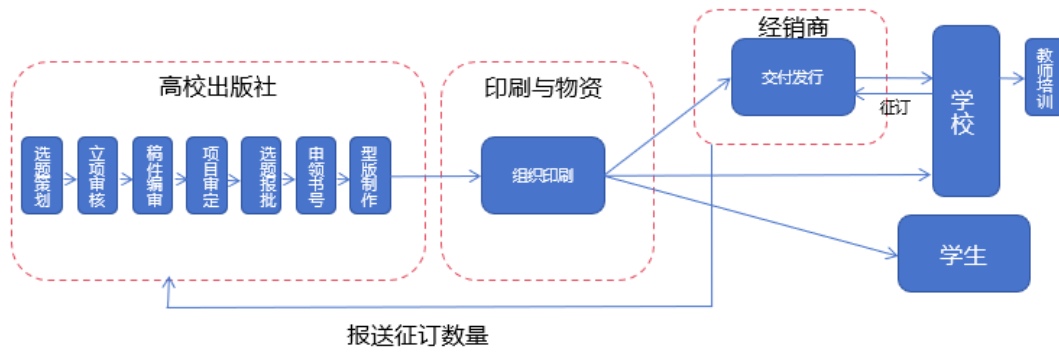 经销商
交付发行
征订
学校
教师培训
高校出版社
印刷与物资
选题策划
立项审核
稿性编审
项目审定
选题报批
申领书号
型版制作
组织印刷
学生
报送征订数量